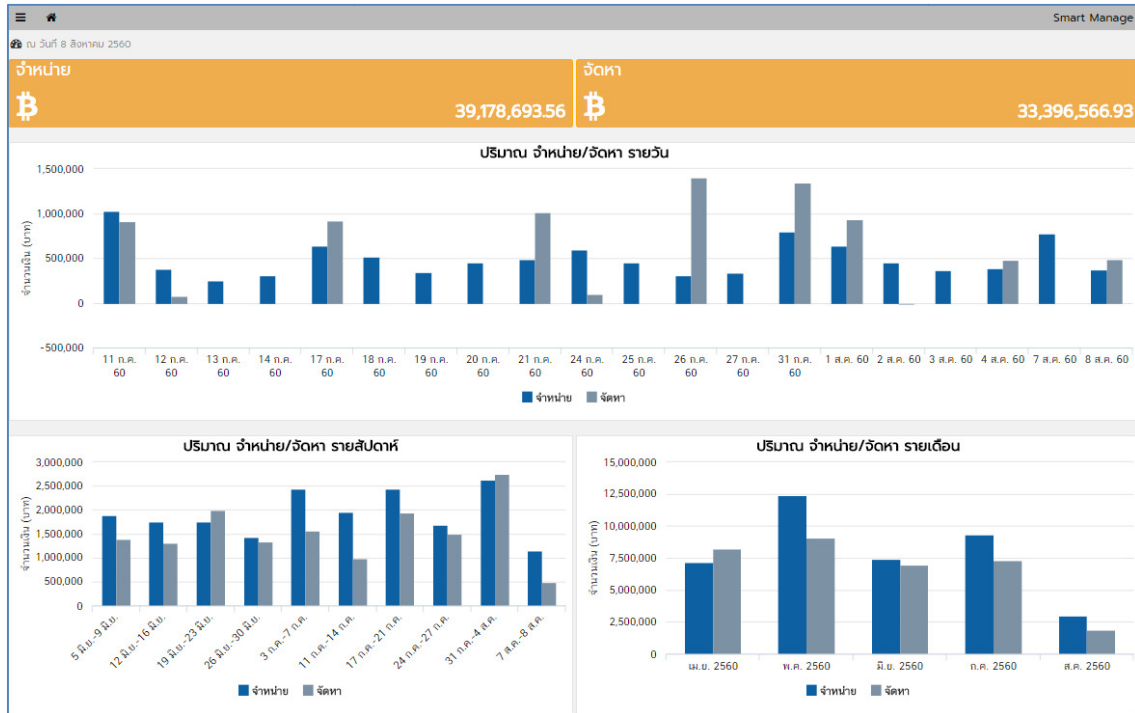 Smart Manage
ณ วันที่ 8 สิงหาคม 2560
จำหน่าย
฿
39,178,693.56
จัดหา
฿
33,396,566.93
ปริมาณ จำหน่าย/จัดหา รายวัน
จำนวนเงิน (บาท)
1,500,000
1,000,000
500,000
0
-500,000
11 ก.ค. 60
12 ก.ค. 60
13 ก.ค. 60
14 ก.ค. 60
17 ก.ค. 60
18 ก.ค. 60
19 ก.ค. 60
20 ก.ค. 60
21 ก.ค. 60
24 ก.ค. 60
25 ก.ค. 60
26 ก.ค. 60
27 ก.ค. 60
31 ก.ค. 60
1 ส.ค. 60
2 ส.ค. 60
3 ส.ค. 60
4 ส.ค. 60
7 ส.ค. 60
8 ส.ค. 60
จำหน่าย จัดหา
ปริมาณ จำหน่าย/จัดหา รายสัปดาห์
จำนวนเงิน (บาท)
3,000,000
2,500,000
2,000,000
1,500,000
1,000,000
500,000
0
5 มิ.ย.-9 มิ.ย.
12 มิ.ย.-16 มิ.ย.
19 มิ.ย.-23 มิ.ย.
26 มิ.ย.-30 มิ.ย.
3 ก.ค.-7 ก.ค.
11 ก.ค.-14 ก.ค.
17 ก.ค.-21 ก.ค.
24 ก.ค.-27 ก.ค.
31 ก.ค.-4 ส.ค.
7 ส.ค.-8 ส.ค.
จำหน่าย จัดหา
ปริมาณ จำหน่าย/จัดหา รายเดือน
จำนวนเงิน (บาท)
15,000,000
12,500,000
10,000,000
7,500,000
5,000,000
2,500,000
0
เม.ย. 2560
พ.ค. 2560
มิ.ย. 2560
ก.ค. 2560
ส.ค. 2560
จำหน่าย จัดหา